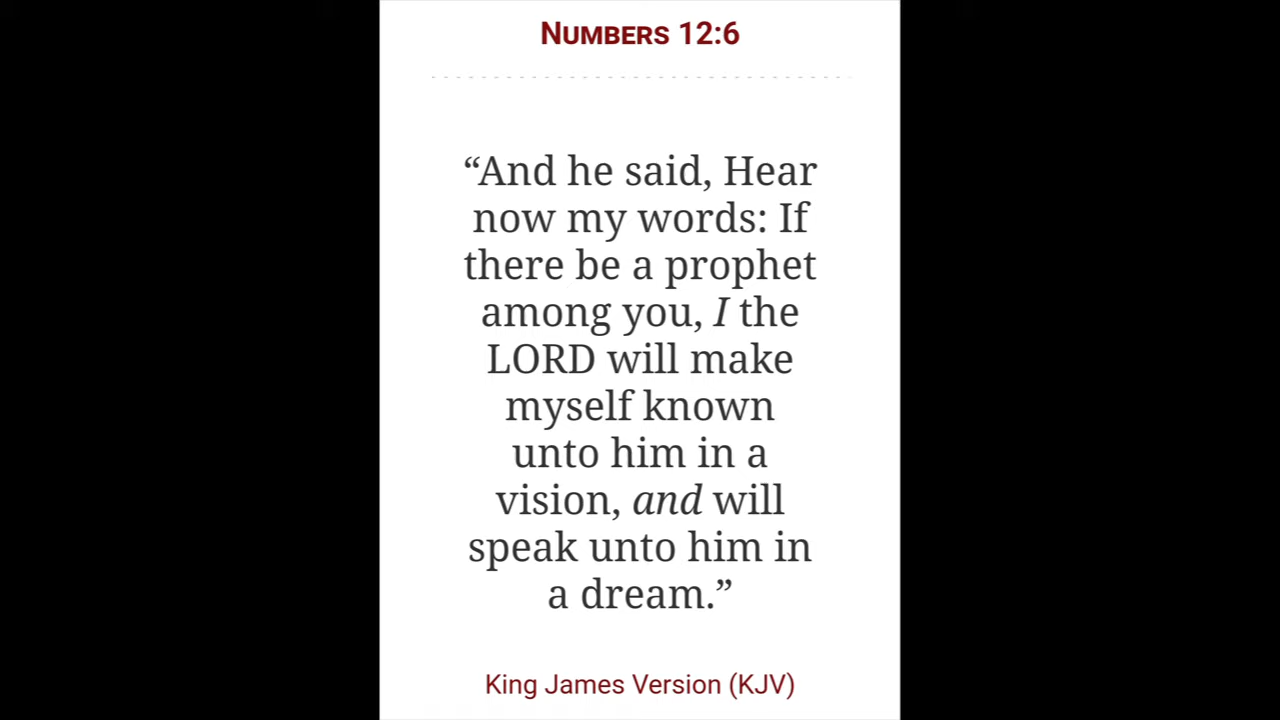 Numbers 12:6
“And he said, Hear
now my words: If
there be a prophet
among you, I the
LORD will make
myself known
unto him in a
vision, and will
speak unto him in
a dream.”
King James Version (KJV)